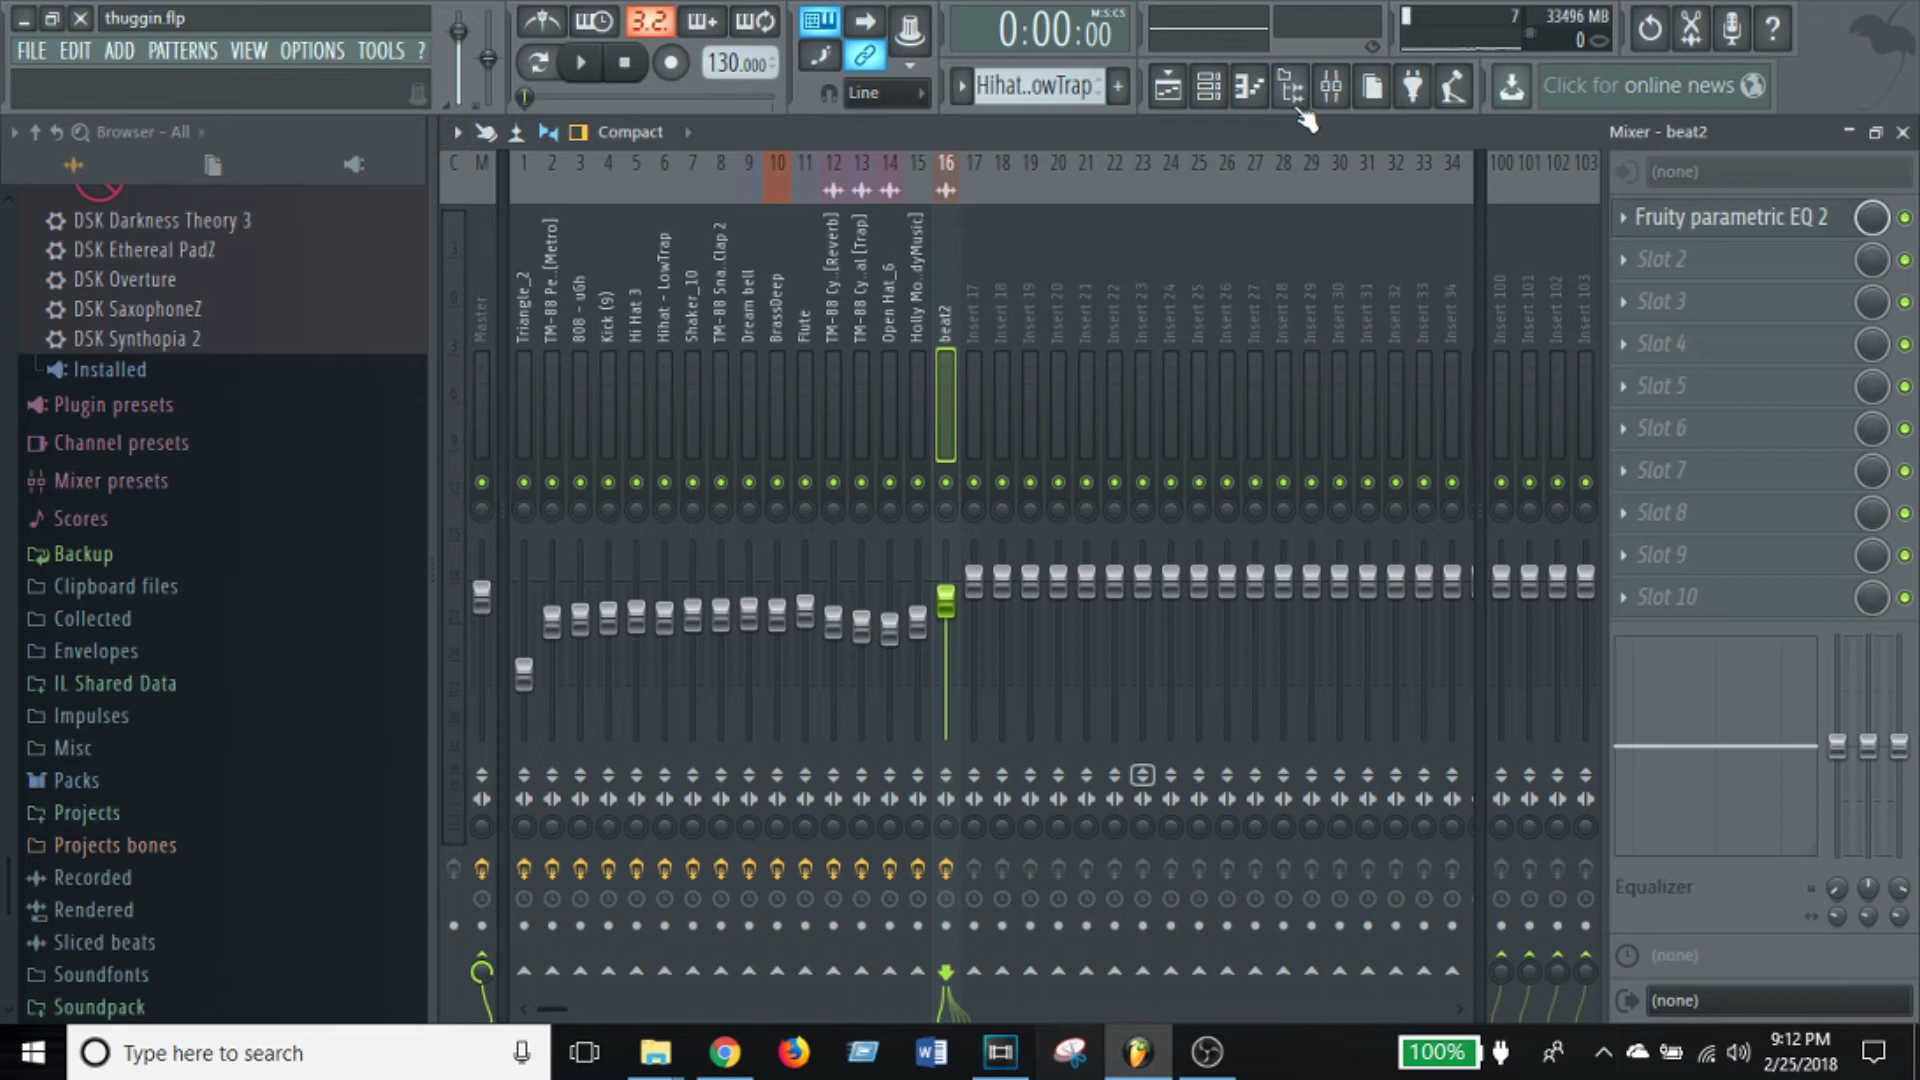 thuggin.flp
FILE EDIT ADD PATTERNS VIEW OPTIONS TOOLS ?
3.2.
130.000
Line
0:00:00
M:S:CS
Hihat..owTrap
7
33496 MB
0
Click for online news
Browser - All
DSK Darkness Theory 3
DSK Ethereal PadZ
DSK Overture
DSK SaxophoneZ
DSK Synthopia 2
Installed
Plugin presets
Channel presets
Mixer presets
Scores
Backup
Clipboard files
Collected
Envelopes
IL Shared Data
Impulses
Misc
Packs
Projects
Projects bones
Recorded
Rendered
Sliced beats
Soundfonts
Soundpack
Compact
C M 1 2 3 4 5 6 7 8 9 10 11 12 13 14 15 16 17 18 19 20 21 22 23 24 25 26 27 28 29 30 31 32 33 34 100 101 102 103
Master
Triangle_2
TM-88 Pe..[Metro]
808 - uGh
Kick (9)
Hi Hat 3
Hihat - LowTrap
Shaker_10
TM-88 Sna..Clap 2
Dream bell
BrassDeep
Flute
TM-88 Cy..[Reverb]
TM-88 Cy..al [Trap]
Open Hat_6
Holly Mo..dyMusic]
beat2
Insert 17
Insert 18
Insert 19
Insert 20
Insert 21
Insert 22
Insert 23
Insert 24
Insert 25
Insert 26
Insert 27
Insert 28
Insert 29
Insert 30
Insert 31
Insert 32
Insert 33
Insert 34
Insert 100
Insert 101
Insert 102
Insert 103
Mixer - beat2
(none)
Fruity parametric EQ 2
Slot 2
Slot 3
Slot 4
Slot 5
Slot 6
Slot 7
Slot 8
Slot 9
Slot 10
Equalizer
(none)
(none)
Type here to search
100%
9:12 PM
2/25/2018